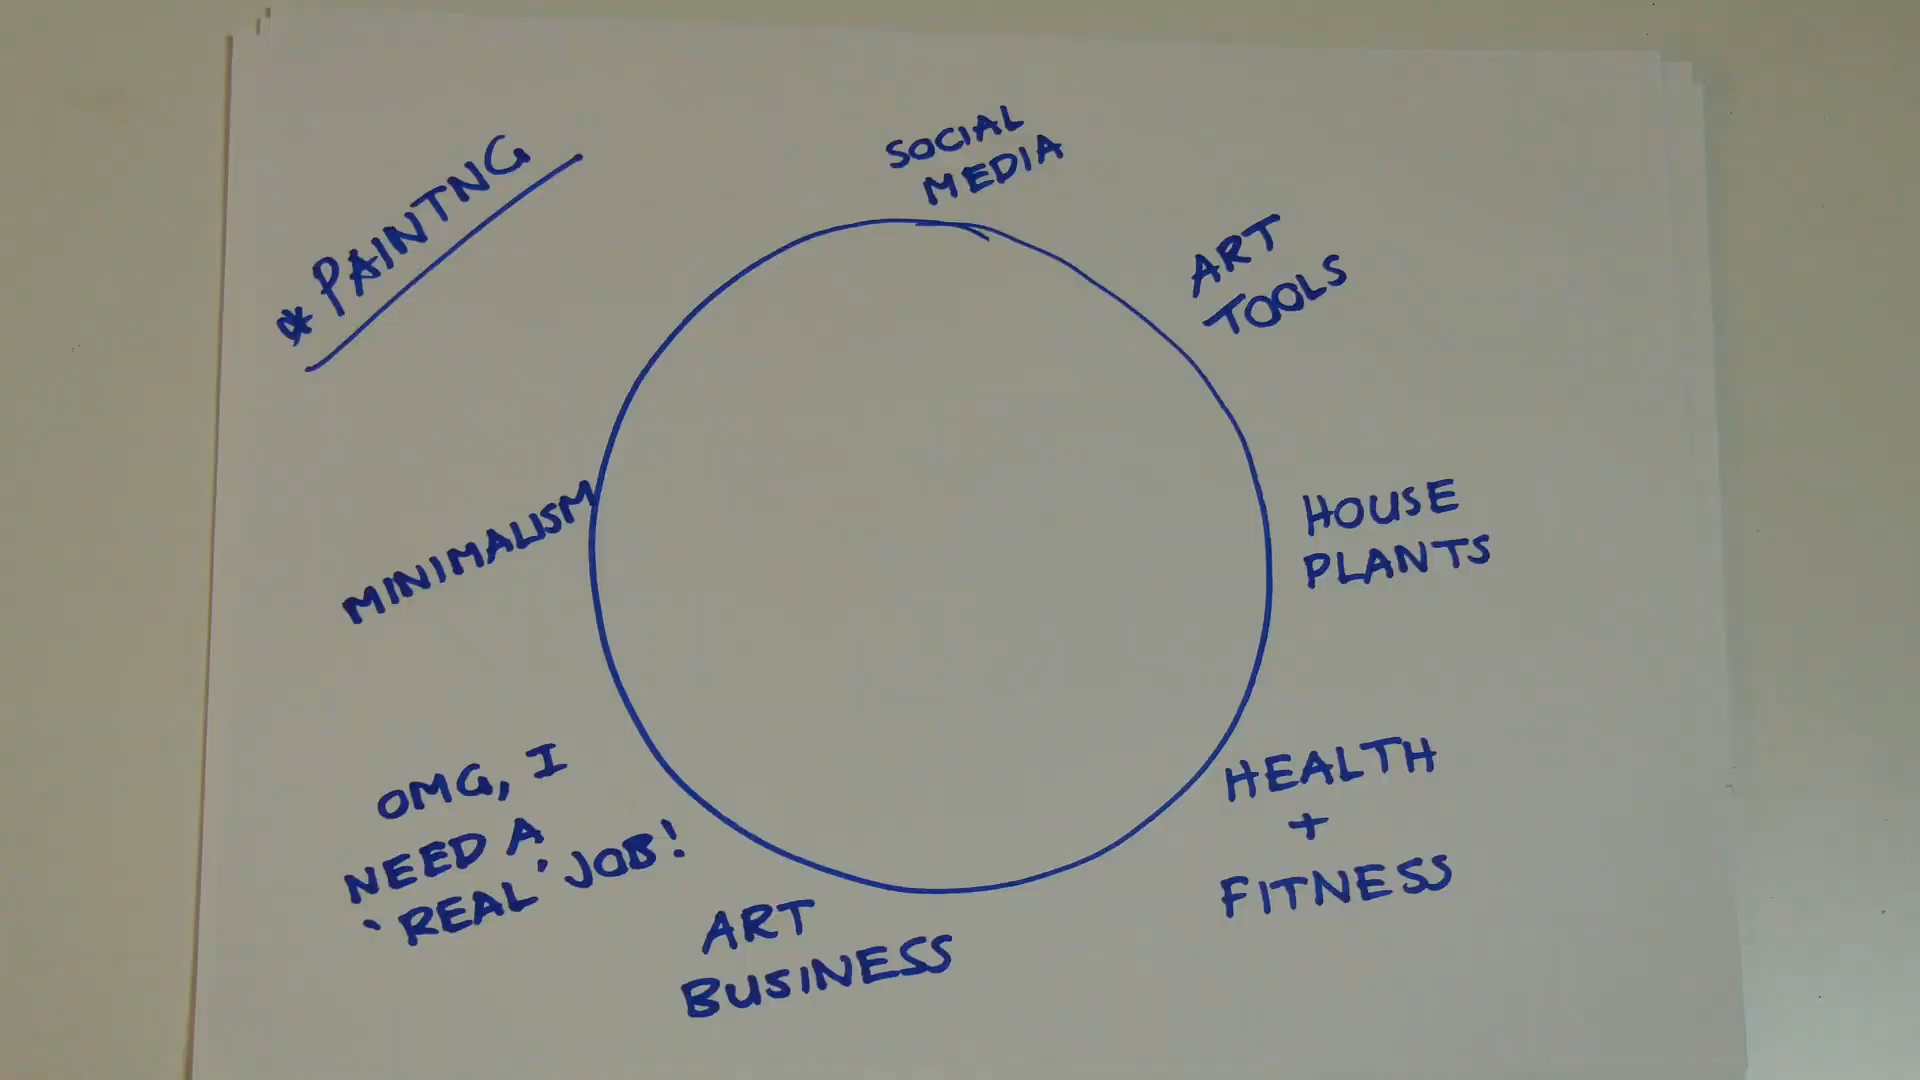 * PAINTNG
SOCIAL
MEDIA
ART
TOOLS
HOUSE
PLANTS
HEALTH
+
FITNESS
ART
BUSINESS
OMG, I
NEED A
'REAL' JOB!
MINIMALISM